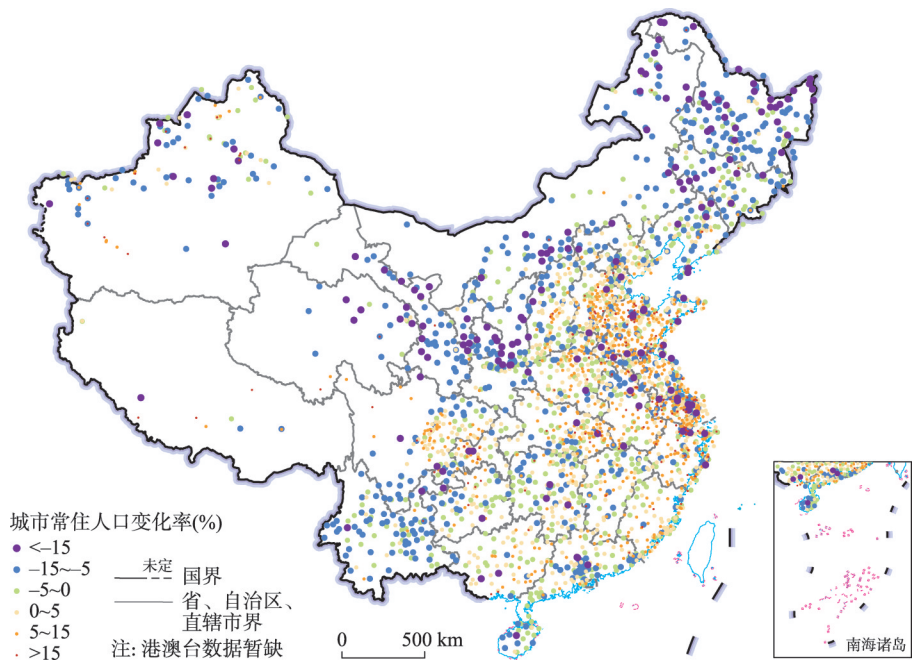 城市常住人口变化率(%)
<–15
–15~–5
–5~0
0~5
5~15
>15
未定
国界
省、自治区、
直辖市界
注: 港澳台数据暂缺
0 500 km
南海诸岛